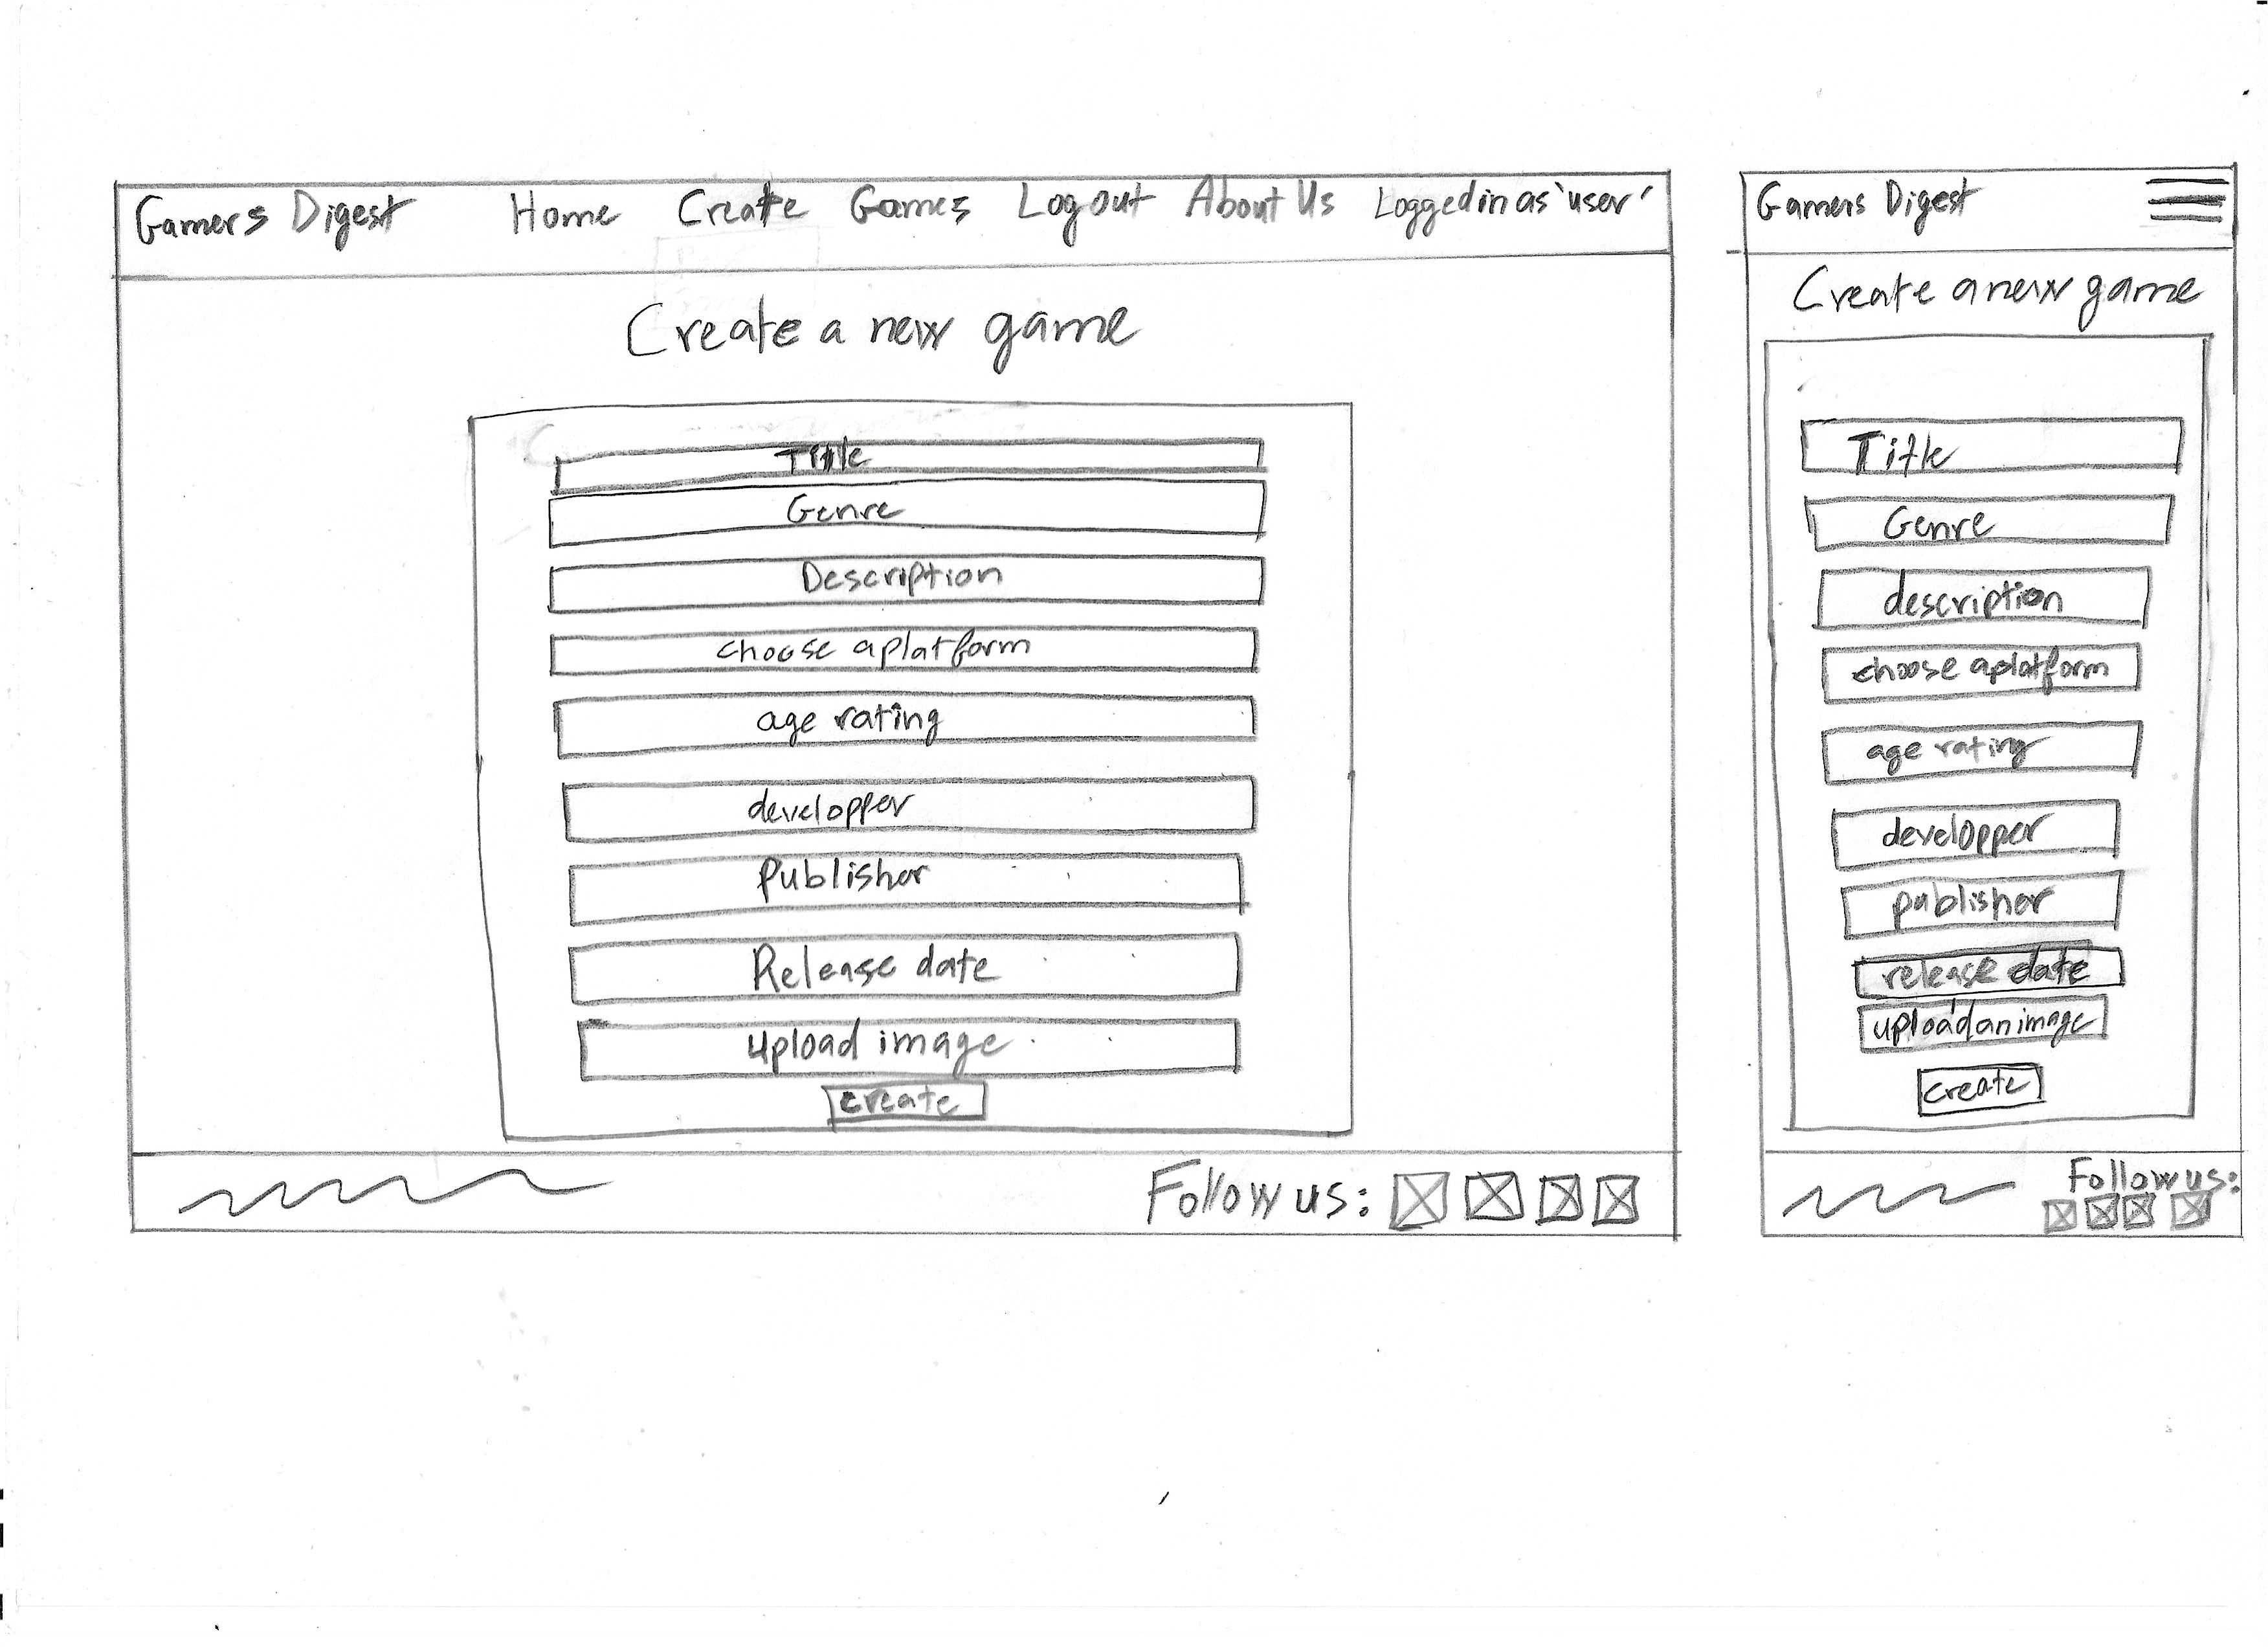 Gamers Digest Home Create Games Logout About Us Logged in as 'user'
Create a new game
Title
Genre
Description
choose a platform
age rating
developper
Publisher
Release date
upload image
create
Follow us:
Gamers Digest
Create a new game
Title
Genre
description
choose a platform
age rating
developper
publisher
release date
upload an image
create
Follow us: